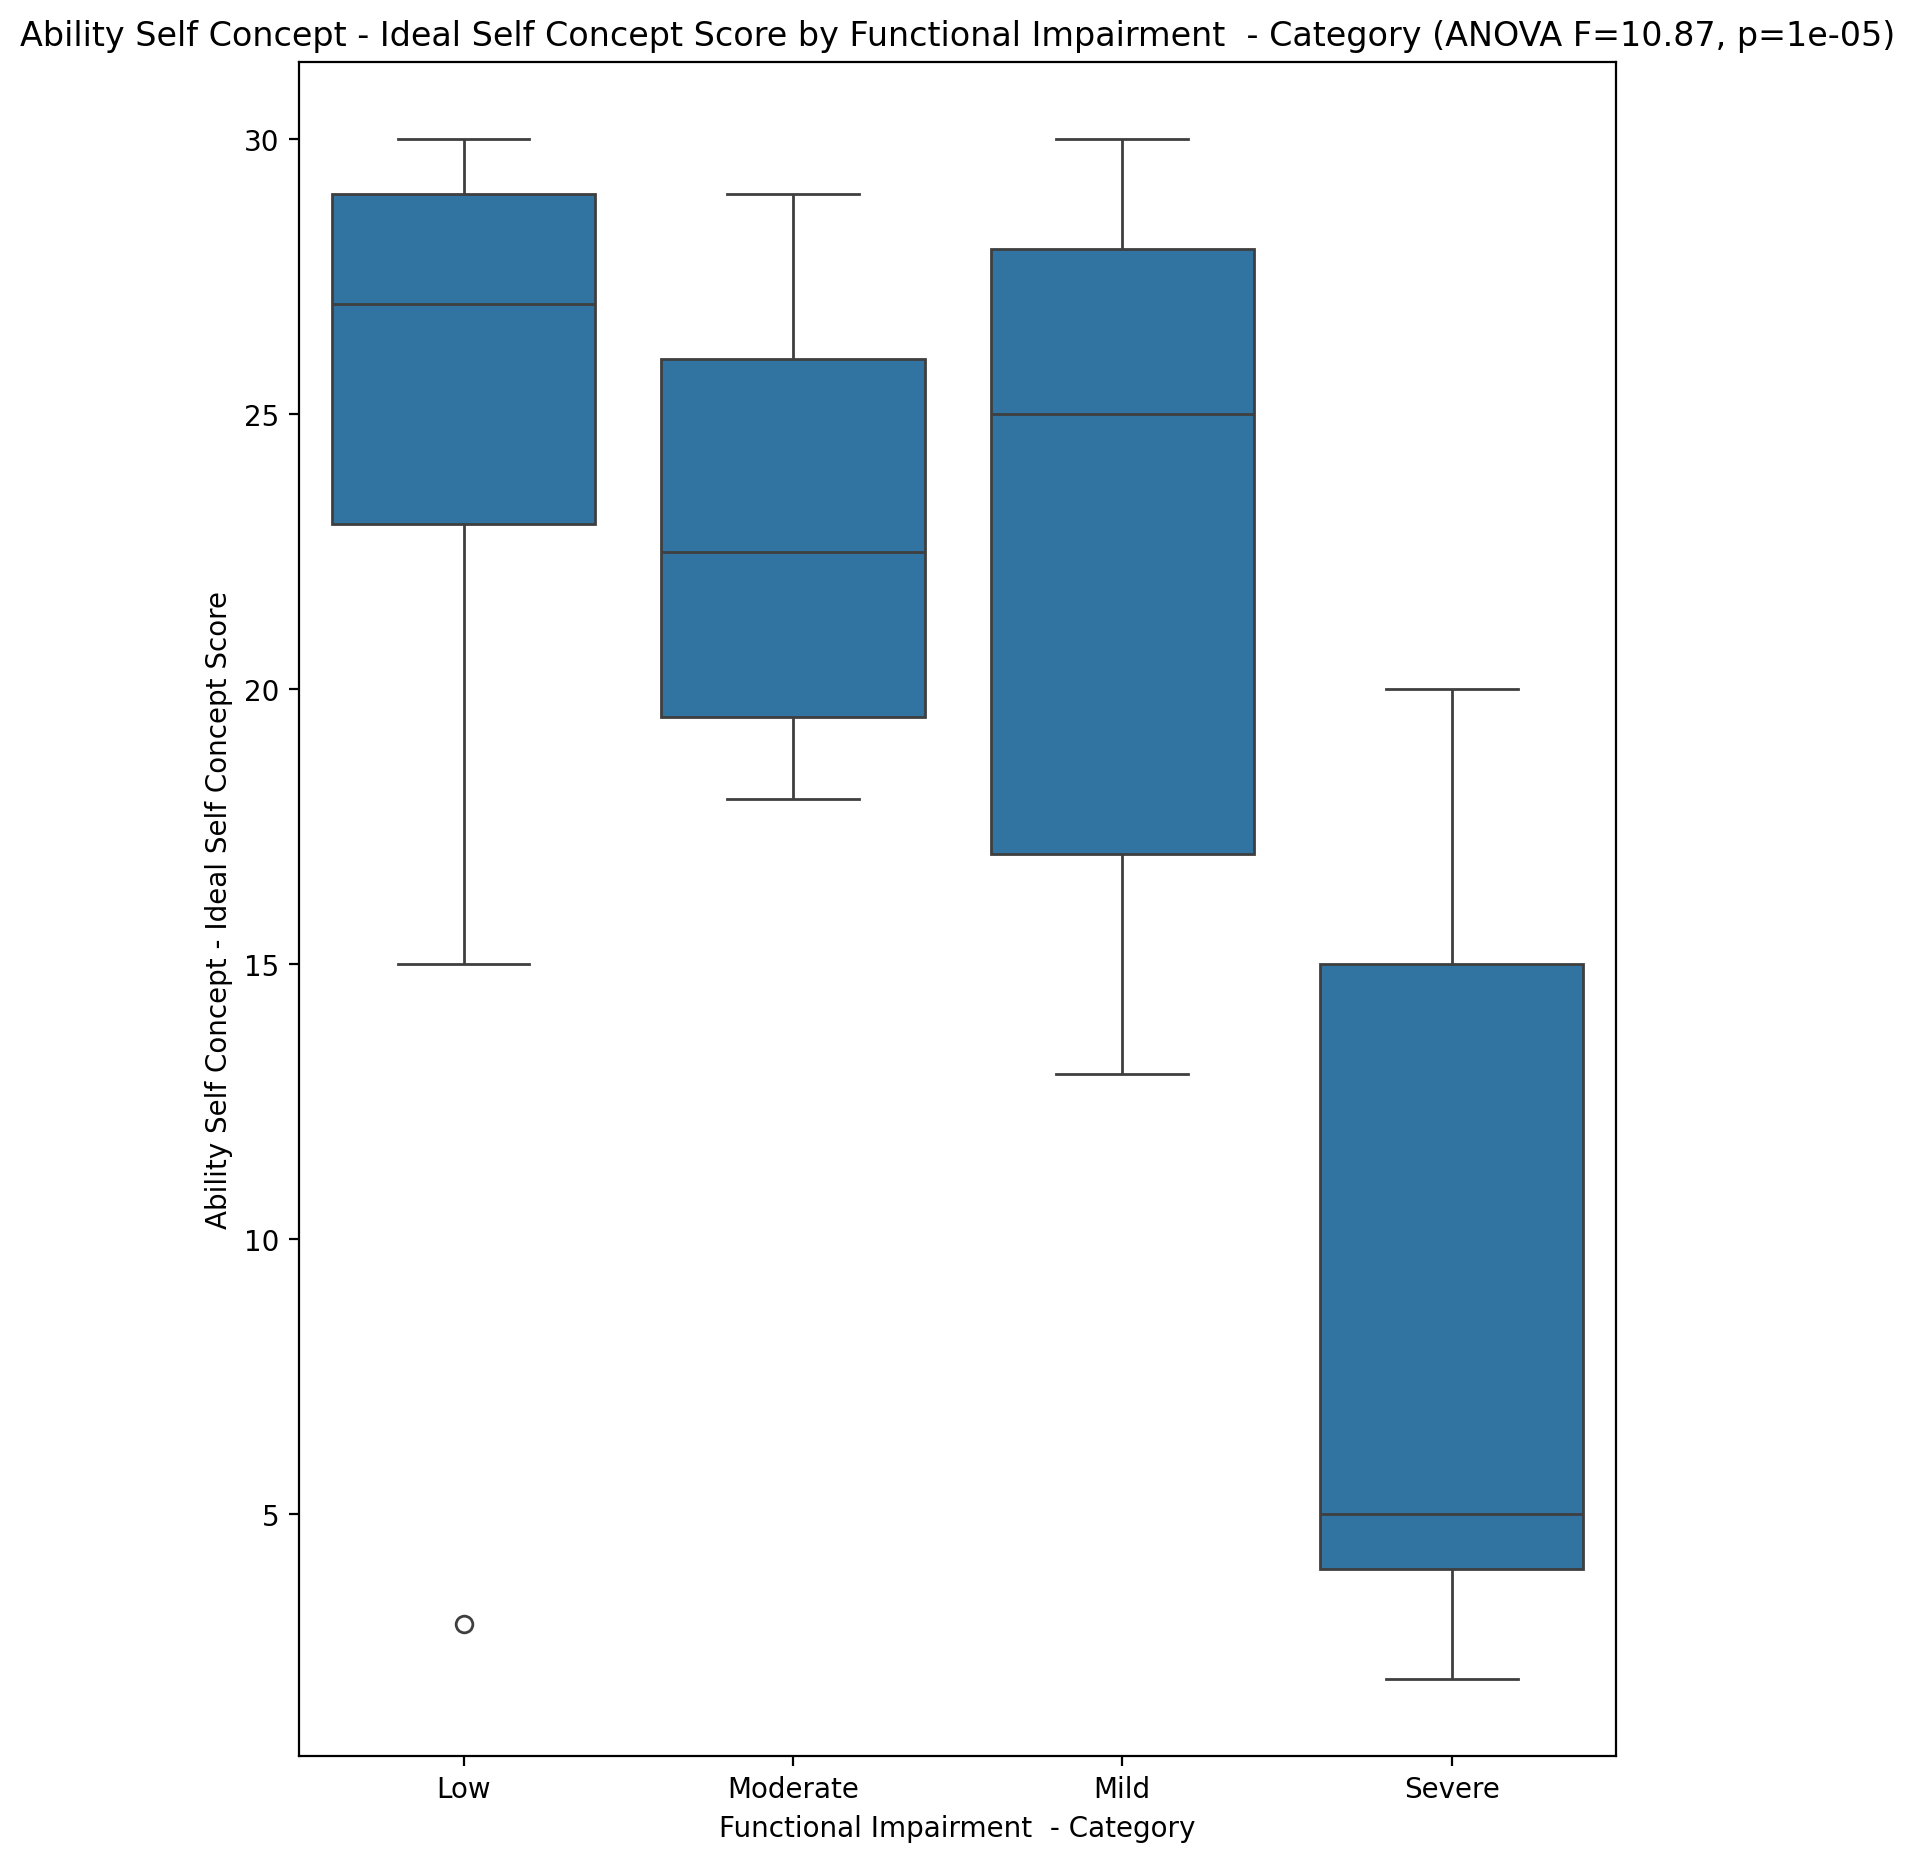 Ability Self Concept - Ideal Self Concept Score by Functional Impairment  - Category (ANOVA F=10.87, p=1e-05)
30
25
20
15
10
5
Ability Self Concept - Ideal Self Concept Score
Low
Moderate
Mild
Severe
Functional Impairment  - Category